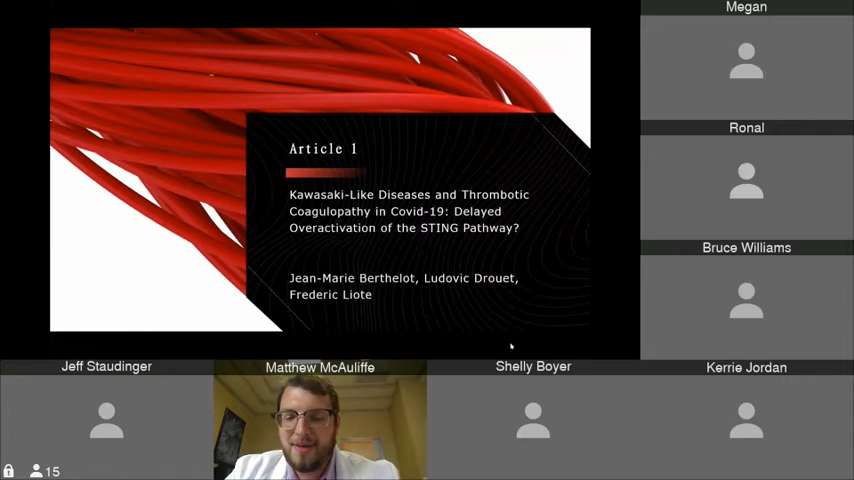 Megan
Article 1
Kawasaki-Like Diseases and Thrombotic
Coagulopathy in Covid-19: Delayed
Overactivation of the STING Pathway?
Jean-Marie Berthelot, Ludovic Drouet,
Frederic Liote
Ronal
Bruce Williams
Jeff Staudinger
Matthew McAuliffe
Shelly Boyer
Kerrie Jordan
15